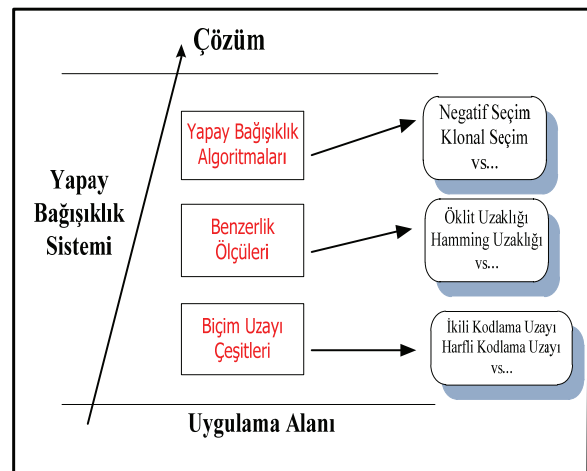 Çözüm
Yapay Bağışıklık
Algoritmaları
Negatif Seçim
Klonal Seçim
vs...
Yapay
Bağışıklık
Sistemi
Benzerlik
Ölçüleri
Öklit Uzaklığı
Hamming Uzaklığı
vs...
Biçim Uzayı
Çeşitleri
İkili Kodlama Uzayı
Harfli Kodlama Uzayı
vs...
Uygulama Alanı